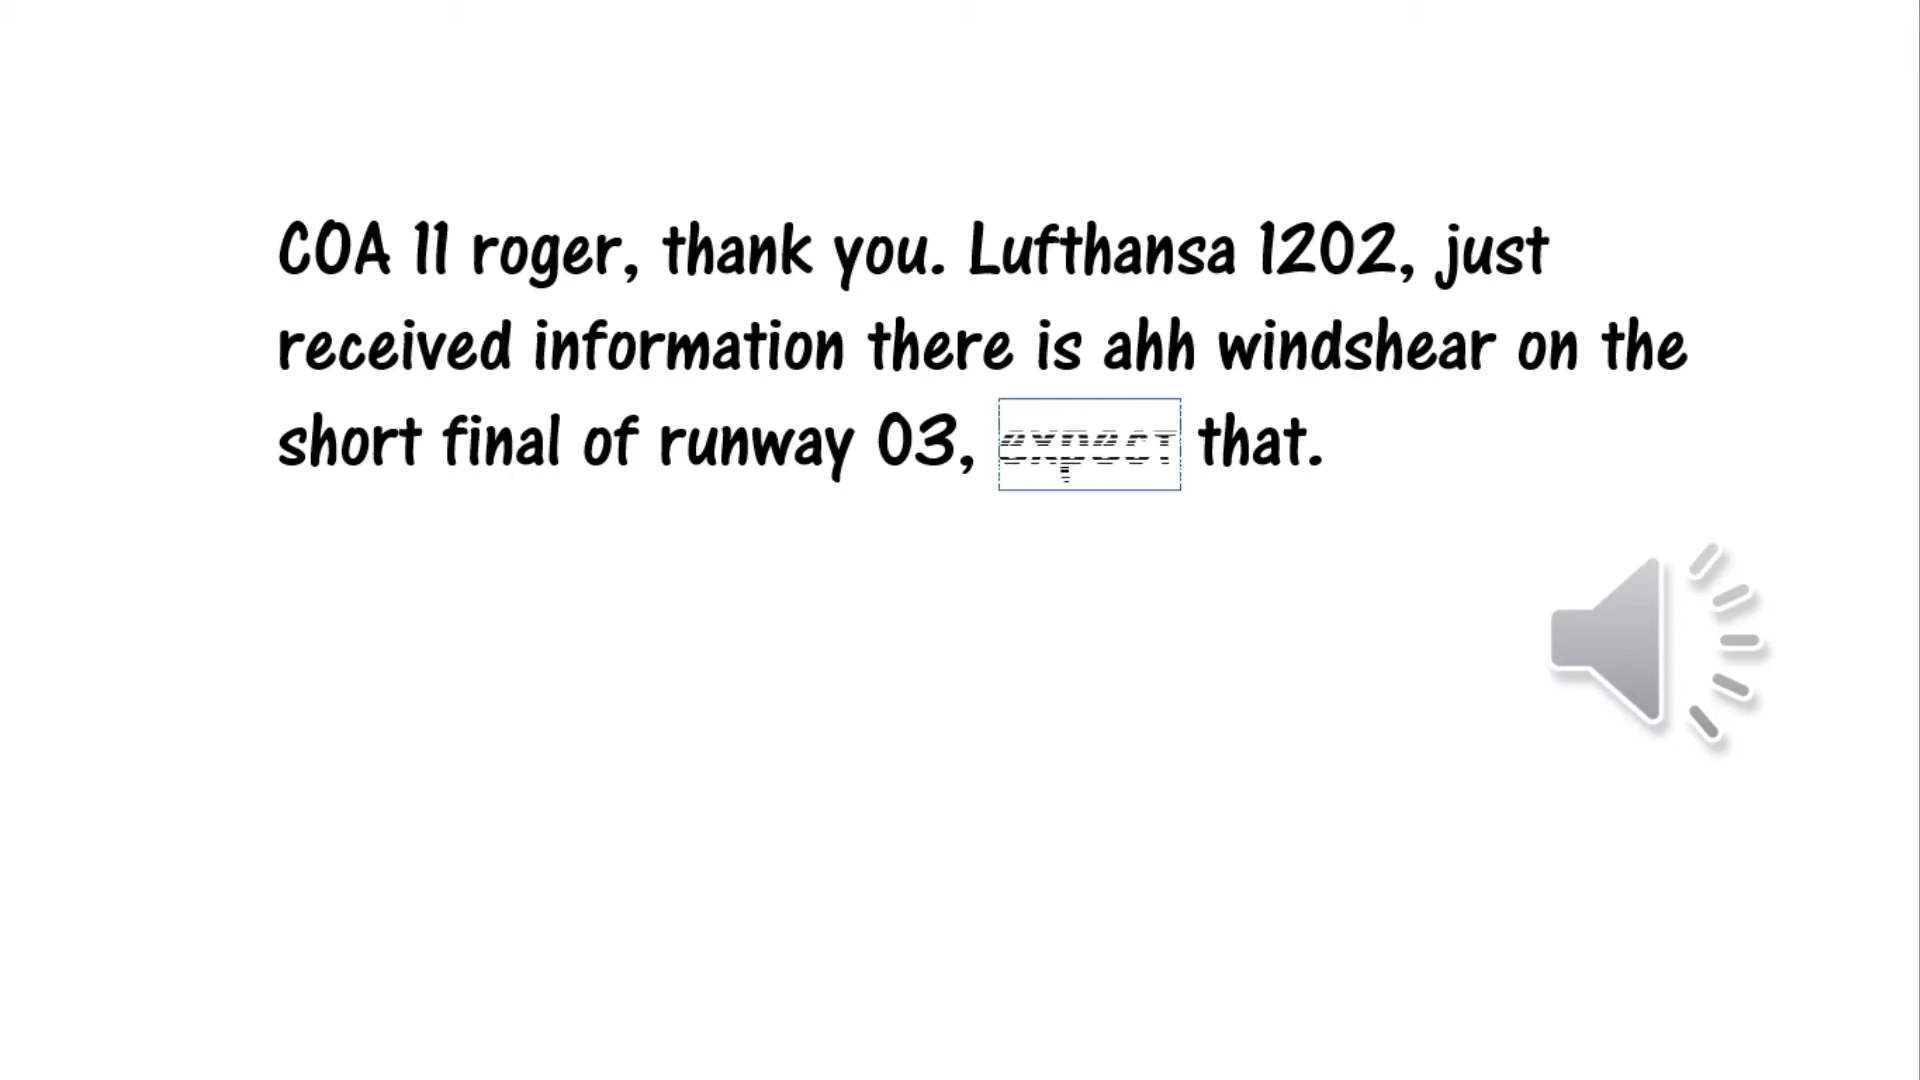 COA 11 roger, thank you. Lufthansa 1202, just
received information there is ahh windshear on the
short final of runway 03, expect that.